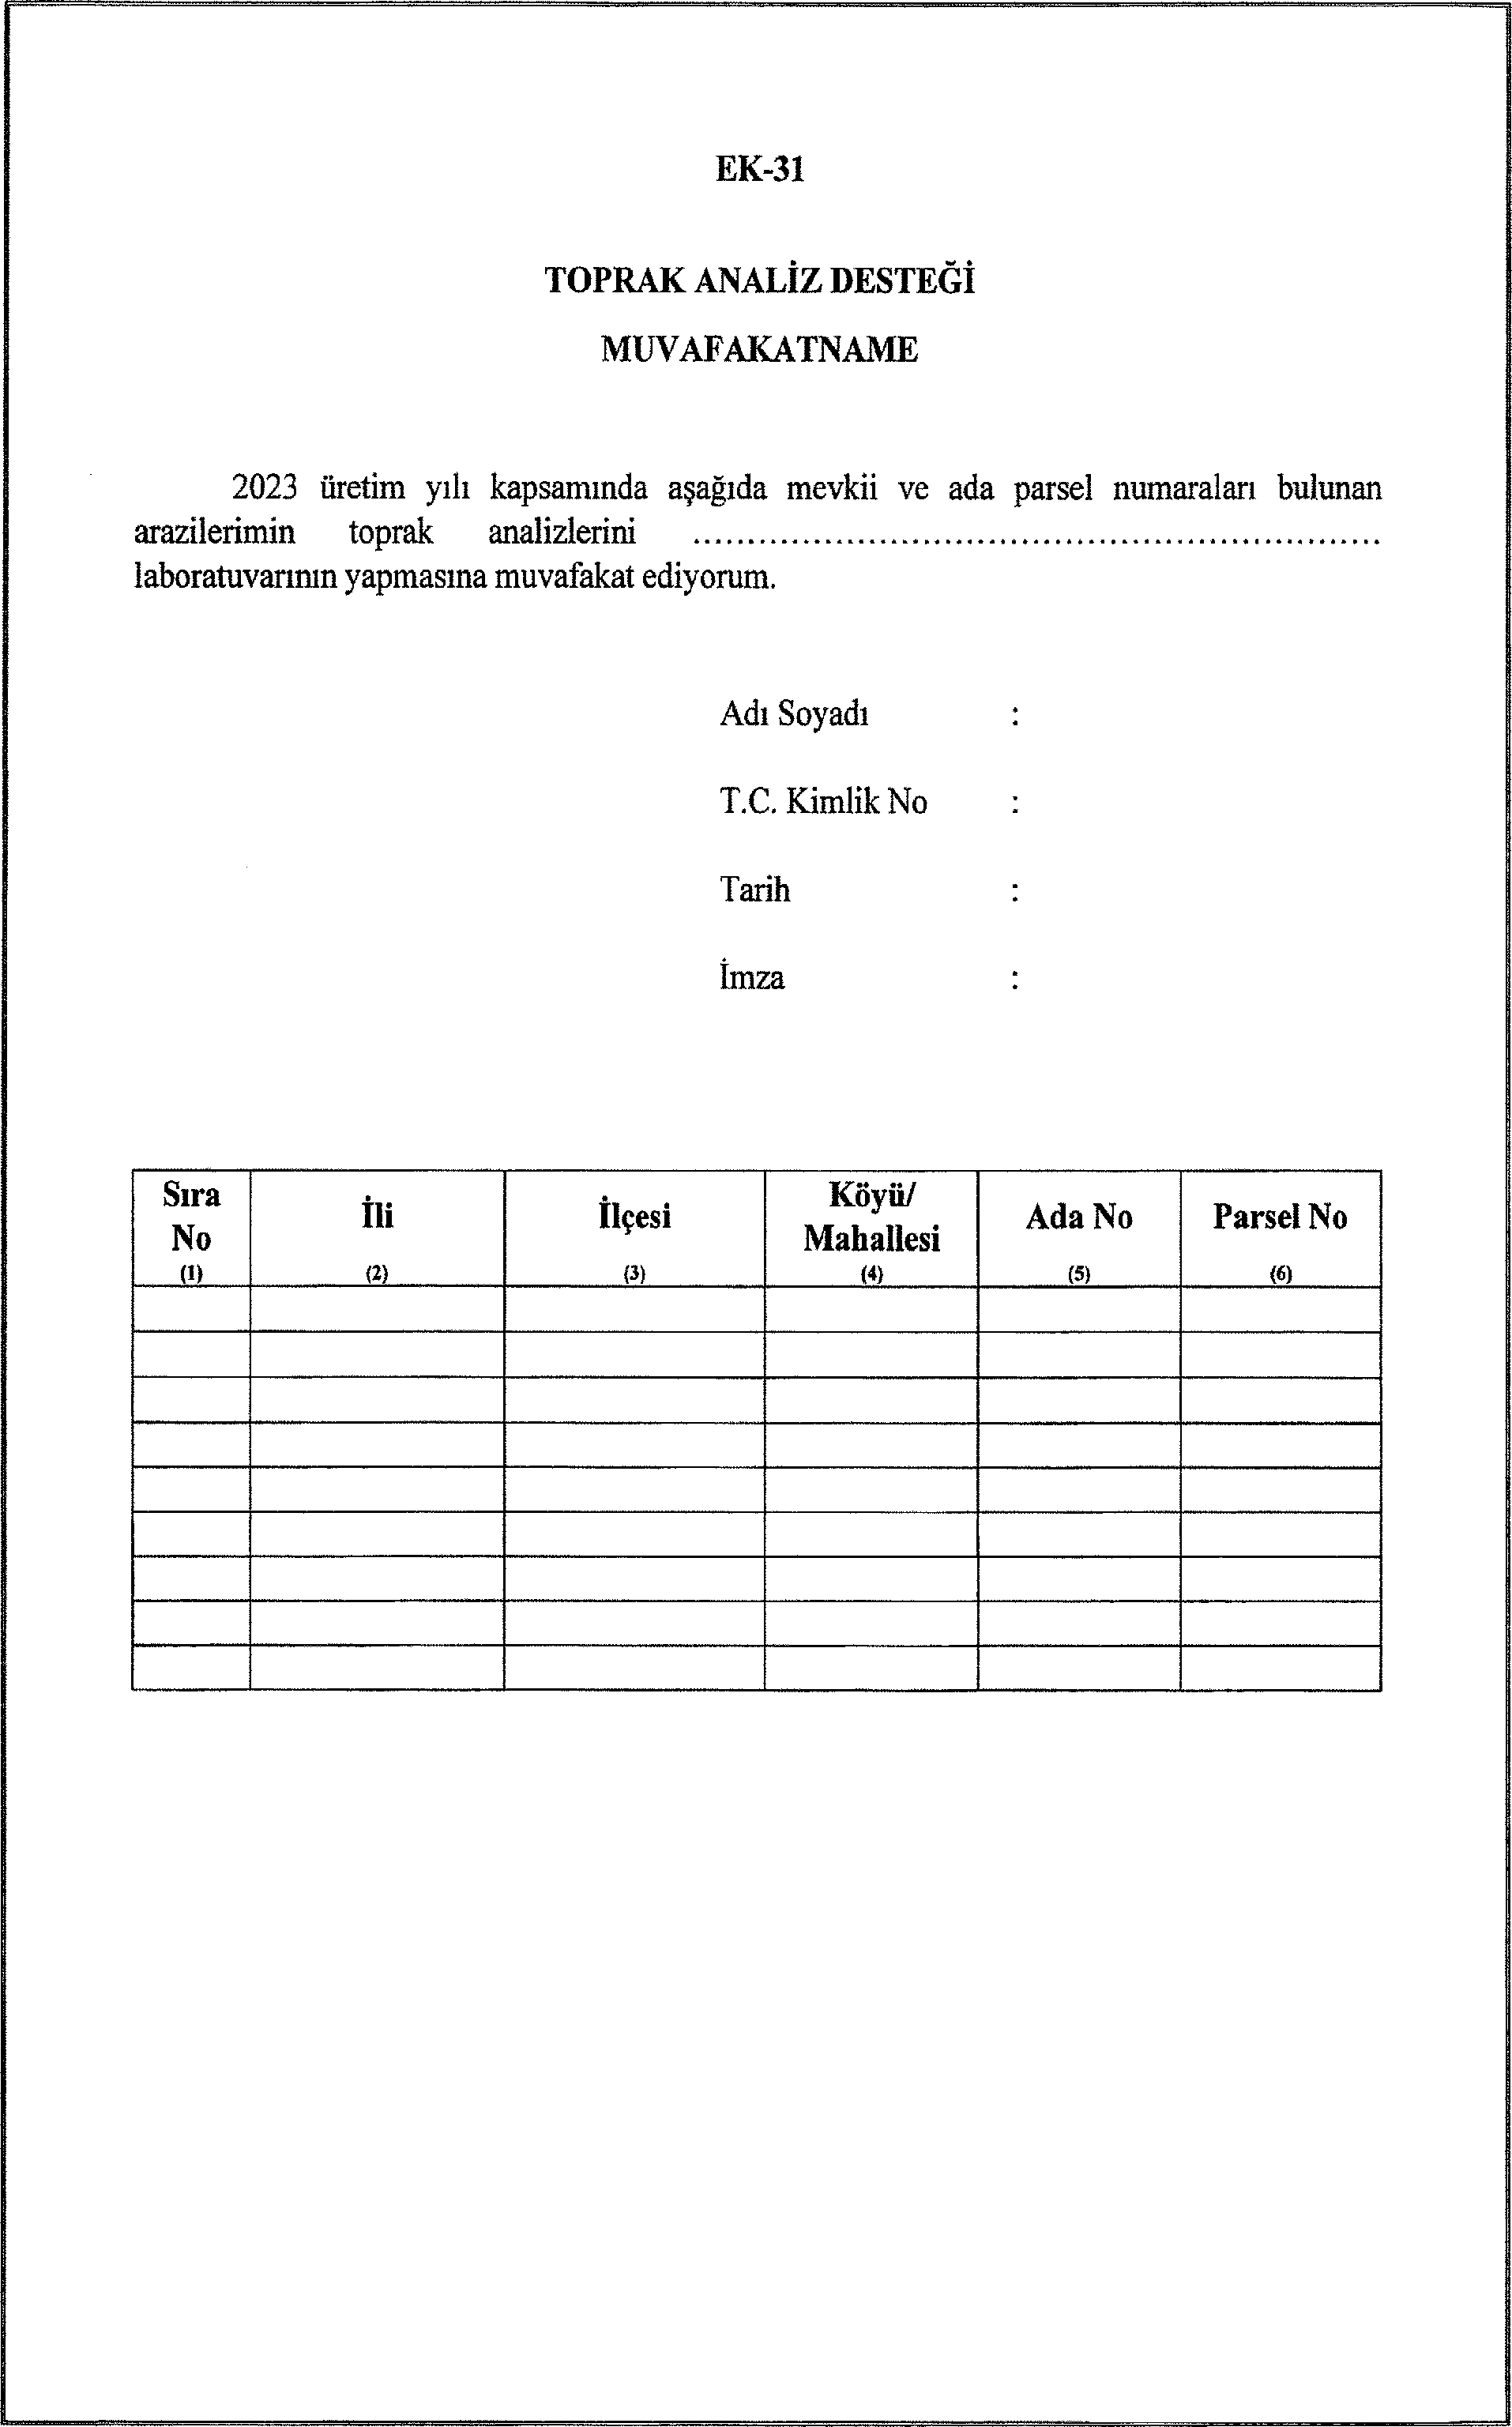 EK-31
TOPRAK ANALİZ DESTEĞİ
MUVAFAKATNAME
2023 üretim yılı kapsamında aşağıda mevkii ve ada parsel numaraları bulunan
arazilerimin toprak analizlerini ..............................................................
laboratuvarının yapmasına muvafakat ediyorum.
Adı Soyadı :
T.C. Kimlik No :
Tarih :
İmza :
Sıra No (1)
İli (2)
İlçesi (3)
Köyü/ Mahallesi (4)
Ada No (5)
Parsel No (6)